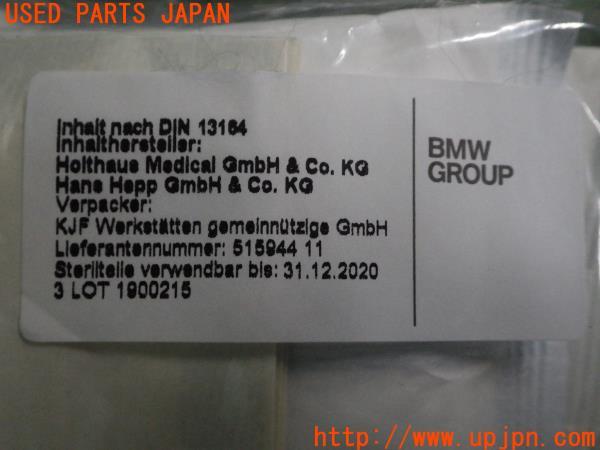 USED PARTS JAPAN
Inhalt nach DIN 13164
Inhalthersteller:
Holthaus Medical GmbH & Co. KG
Hans Hepp GmbH & Co. KG
Verpacker:
KJF Werkstätten gemeinnützige GmbH
Lieferantennummer: 515944 11
Sterilteile verwendbar bis: 31.12.2020
3 LOT 1900215
BMW
GROUP
http://www.upjpn.com/